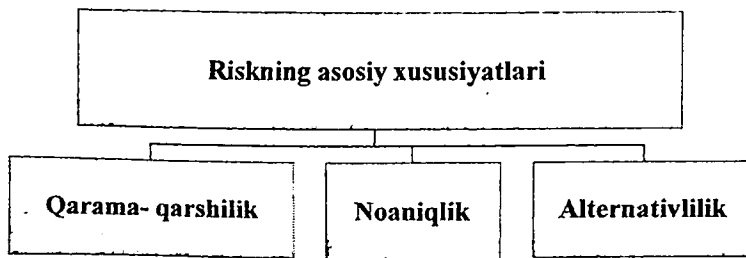 Riskning asosiy xususiyatlari
Qarama- qarshilik
Noaniqlik
Alternativlilik